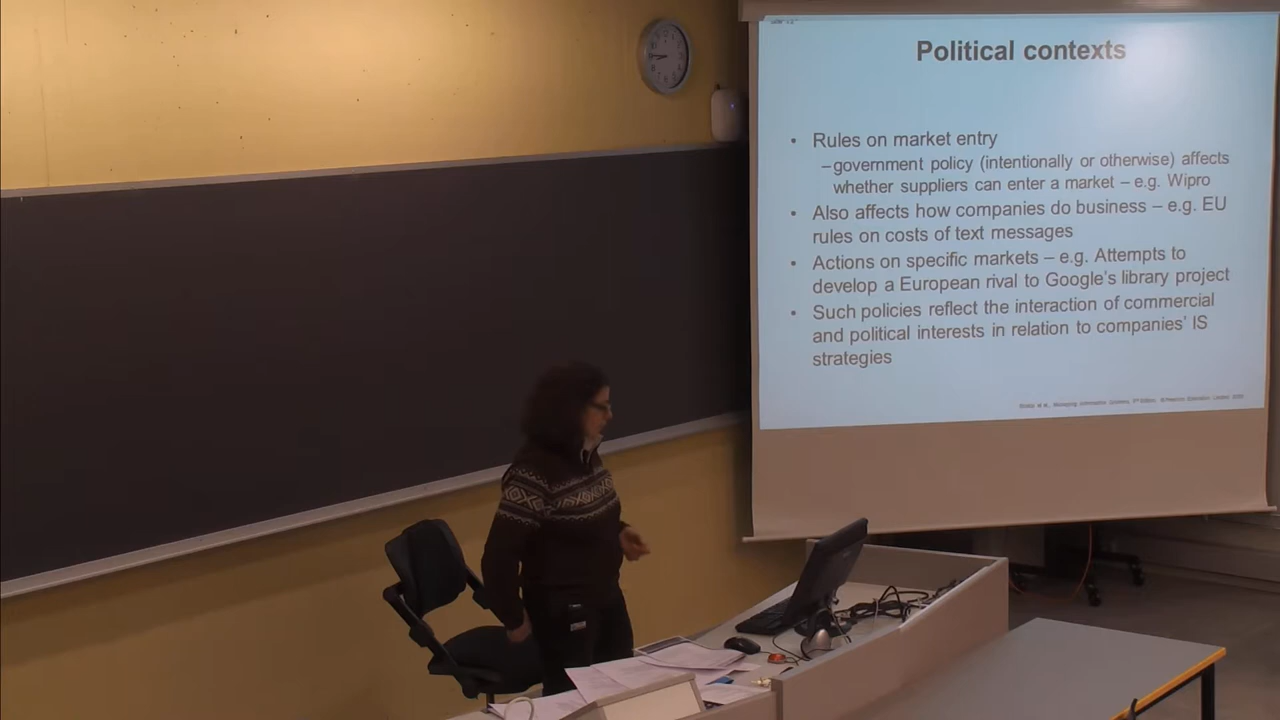 Political contexts
• Rules on market entry
–government policy (intentionally or otherwise) affects
whether suppliers can enter a market – e.g. Wipro
• Also affects how companies do business – e.g. EU
rules on costs of text messages
• Actions on specific markets – e.g. Attempts to
develop a European rival to Google's library project
• Such policies reflect the interaction of commercial
and political interests in relation to companies' IS
strategies